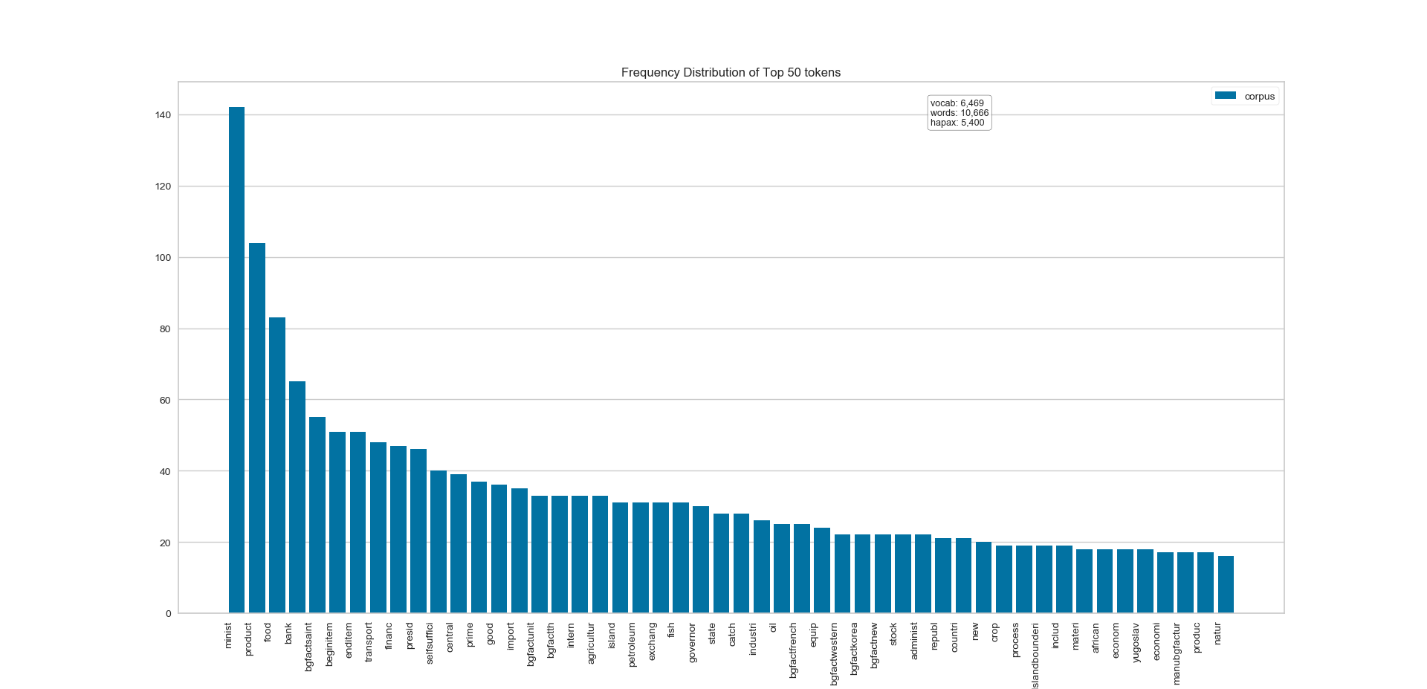 Frequency Distribution of Top 50 tokens
corpus
vocab: 6,469
words: 10,666
hapax: 5,400
140
120
100
80
60
40
20
0
minist
product
food
bank
bgfactsaint
beginitem
enditem
transport
financ
presid
selfsuffici
central
prime
good
import
bgfactunit
bgfactth
intern
agricultur
island
petroleum
exchang
fish
governor
state
catch
industri
oil
bgfactfrench
equip
bgfactwestern
bgfactkorea
bgfactnew
stock
administ
republ
countri
new
crop
process
islandbounderi
includ
materi
african
econom
yugoslav
economi
manubgfactur
produc
natur